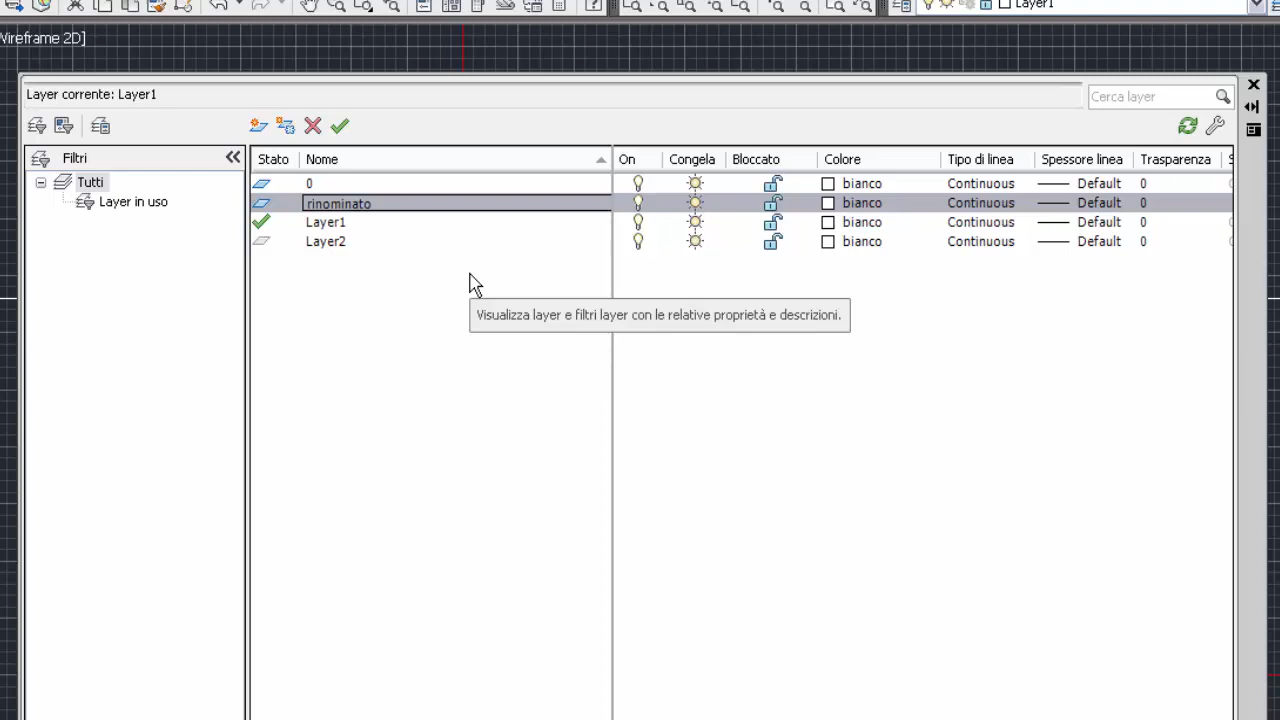 Layer1
Wireframe 2D]
Layer corrente: Layer1
Cerca layer
Filtri
Stato Nome On Congela Bloccato Colore Tipo di linea Spessore linea Trasparenza
Tutti
0 bianco Continuous Default 0
Layer in uso
rinominato bianco Continuous Default 0
Layer1 bianco Continuous Default 0
Layer2 bianco Continuous Default 0
Visualizza layer e filtri layer con le relative proprietà e descrizioni.